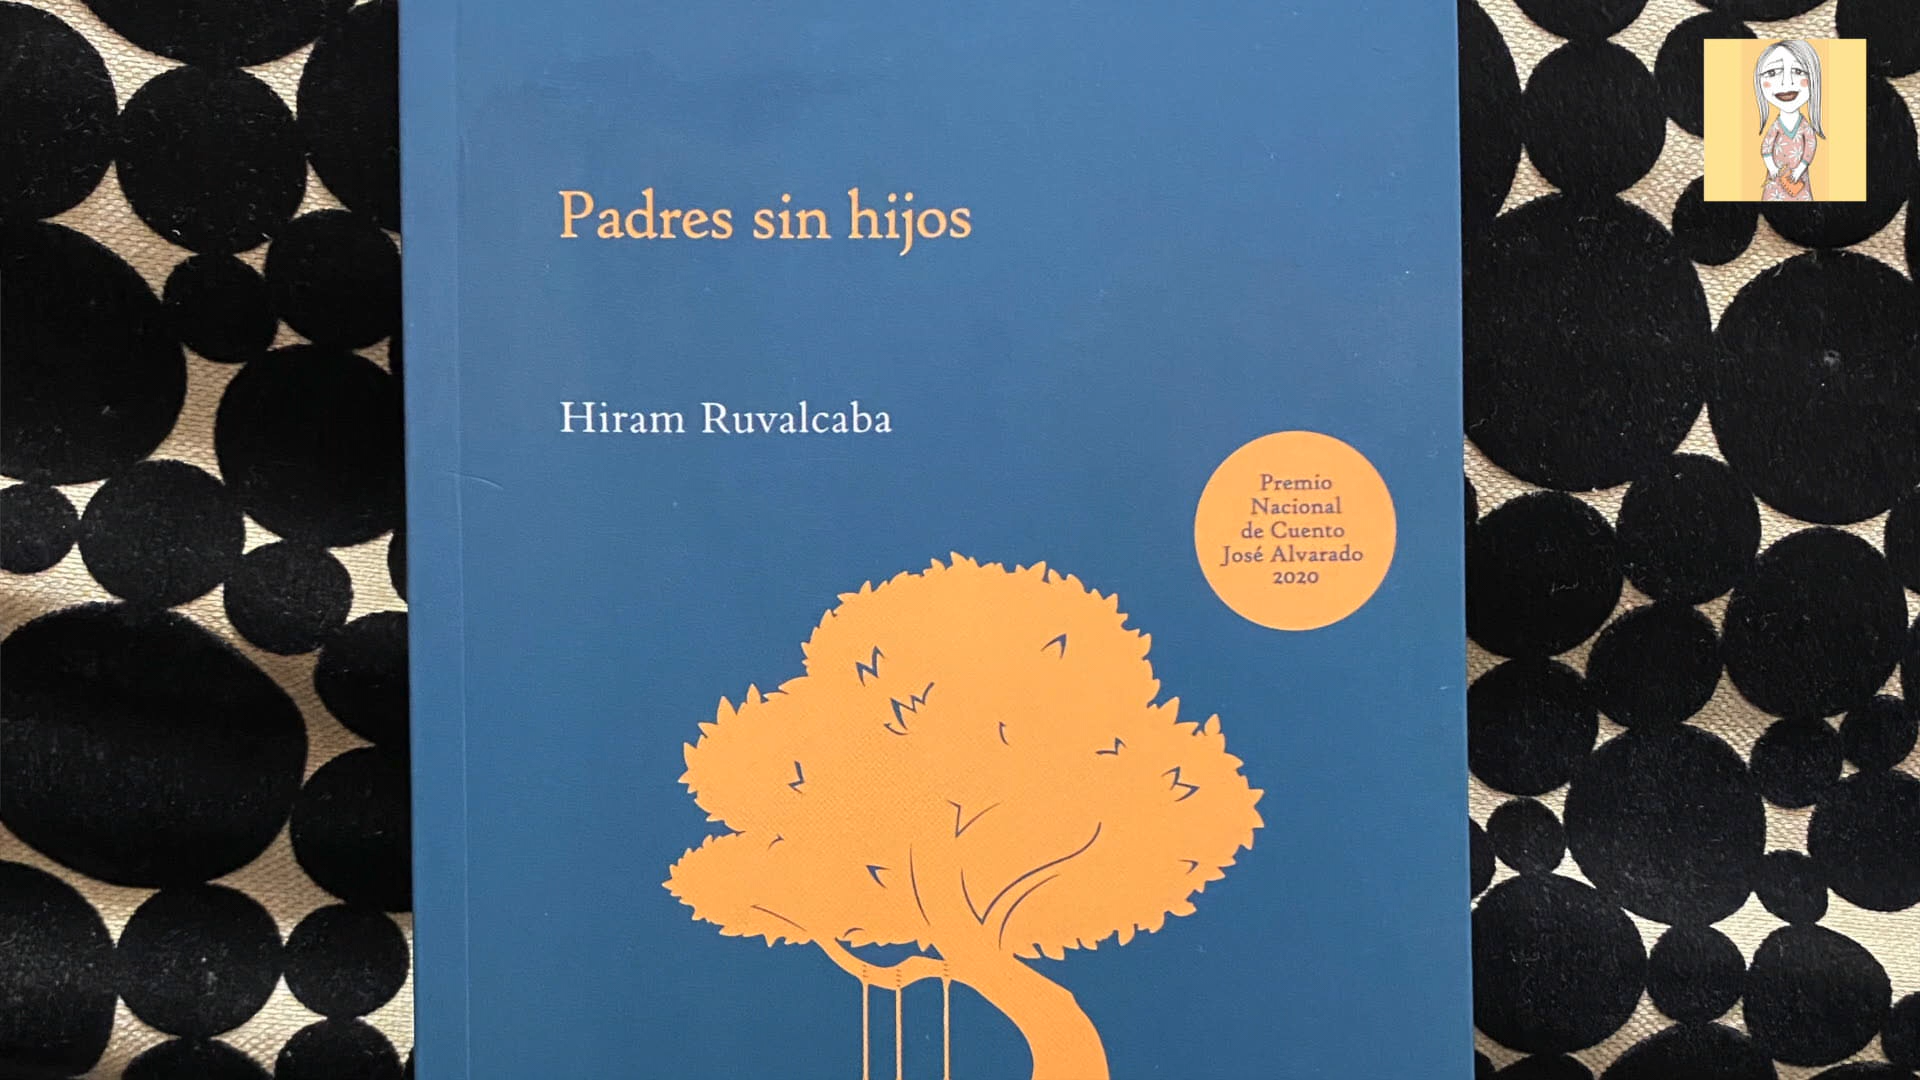 Padres sin hijos
Hiram Ruvalcaba
Premio
Nacional
de Cuento
José Alvarado
2020